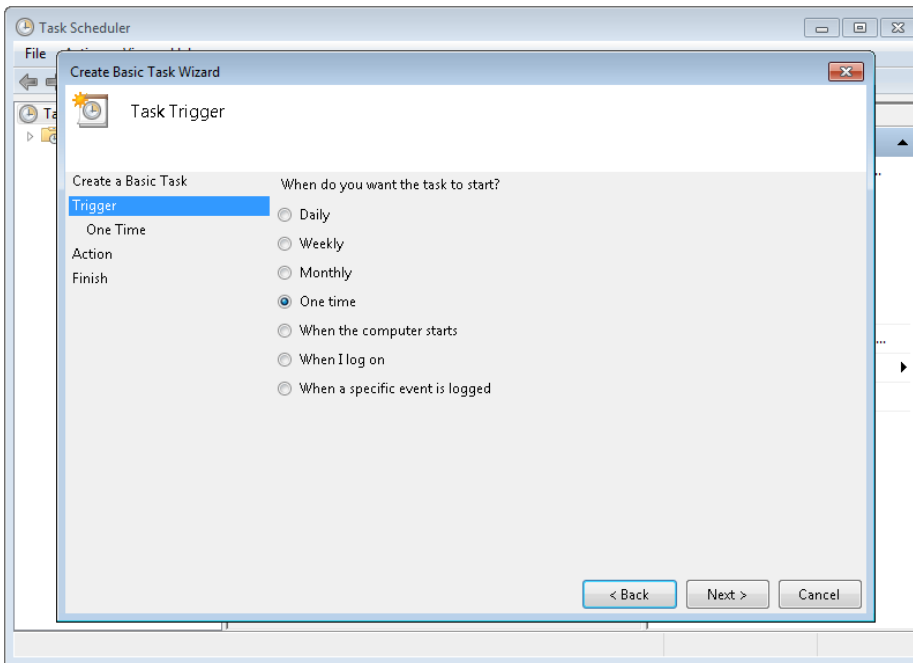 Task Scheduler
File
Create Basic Task Wizard
Task Trigger
Create a Basic Task
Trigger
One Time
Action
Finish
When do you want the task to start?
Daily
Weekly
Monthly
One time
When the computer starts
When I log on
When a specific event is logged
< Back
Next >
Cancel